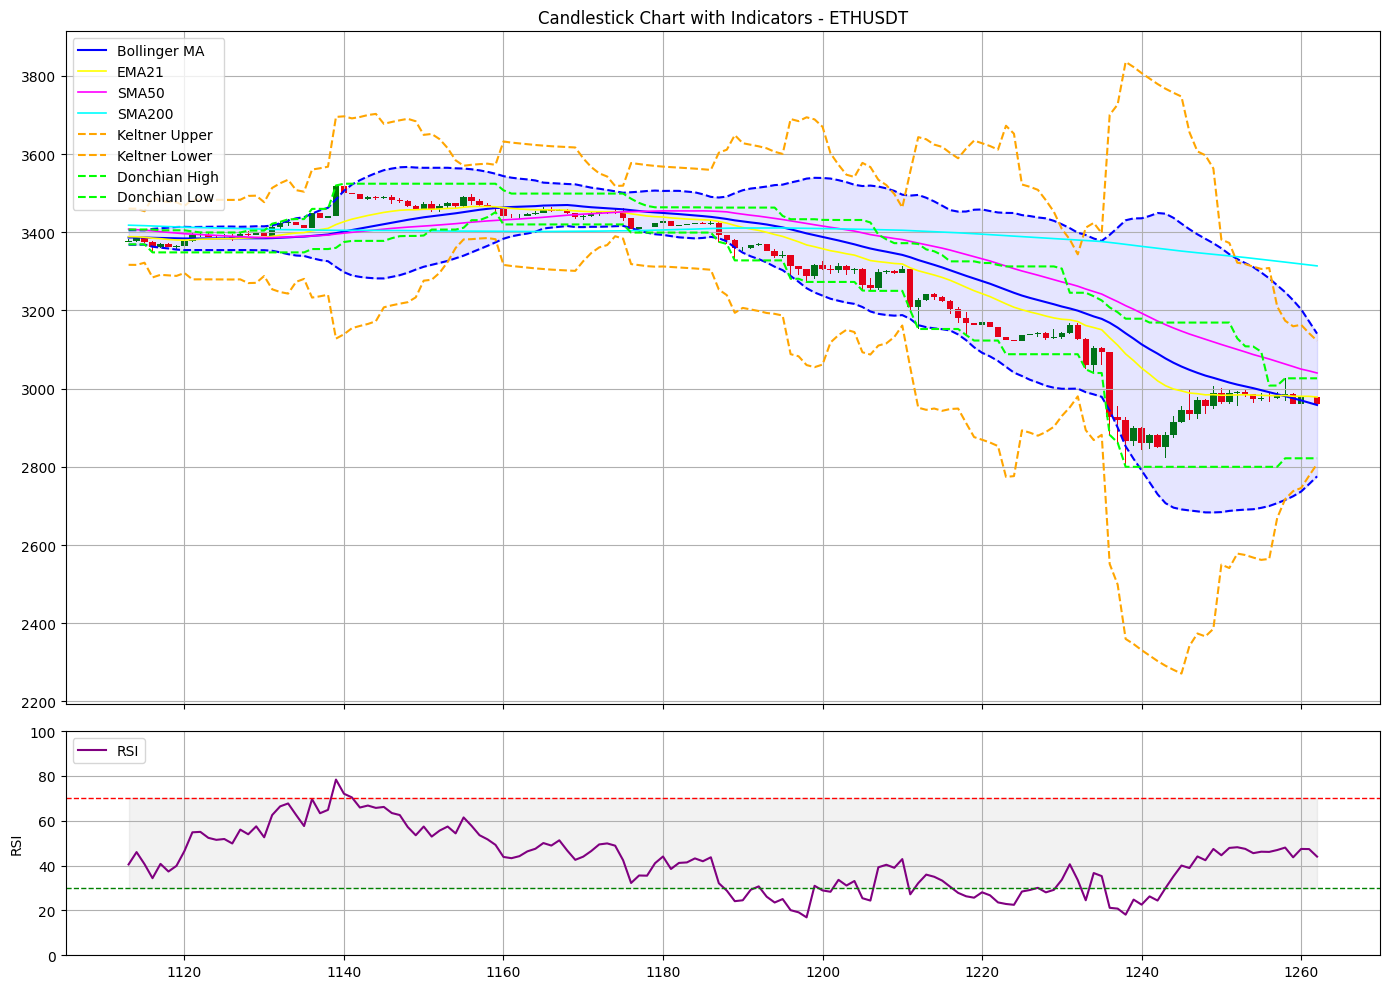 Candlestick Chart with Indicators - ETHUSDT
Bollinger MA
EMA21
SMA50
SMA200
Keltner Upper
Keltner Lower
Donchian High
Donchian Low
3800
3600
3400
3200
3000
2800
2600
2400
2200
RSI
100
80
60
40
20
0
RSI
1120 1140 1160 1180 1200 1220 1240 1260